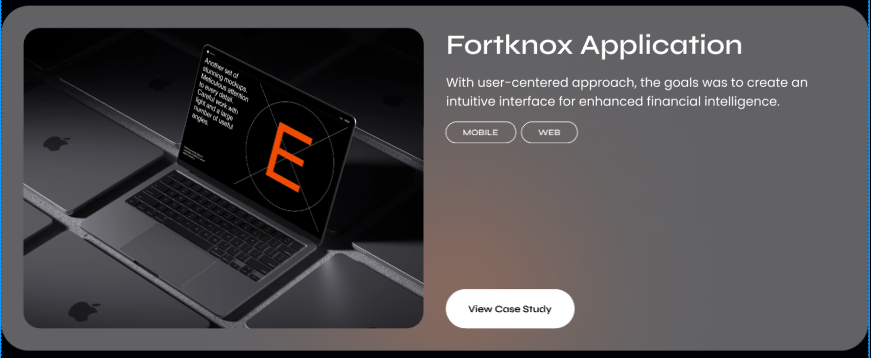 Fortknox Application
With user-centered approach, the goals was to create an
intuitive interface for enhanced financial intelligence.
MOBILE
WEB
View Case Study
Another set of
stunning mockups.
Meticulous attention
to every detail.
Careful work with
light and a large
number of useful
angles.
E